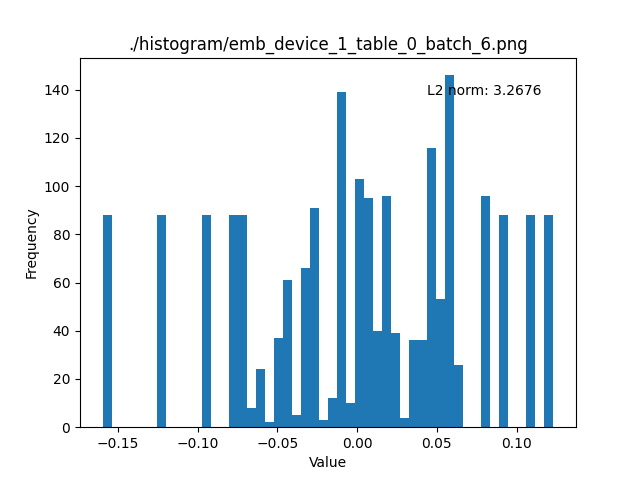 ./histogram/emb_device_1_table_0_batch_6.png
L2 norm: 3.2676
140
120
100
80
60
40
20
0
Frequency
−0.15 −0.10 −0.05 0.00 0.05 0.10
Value